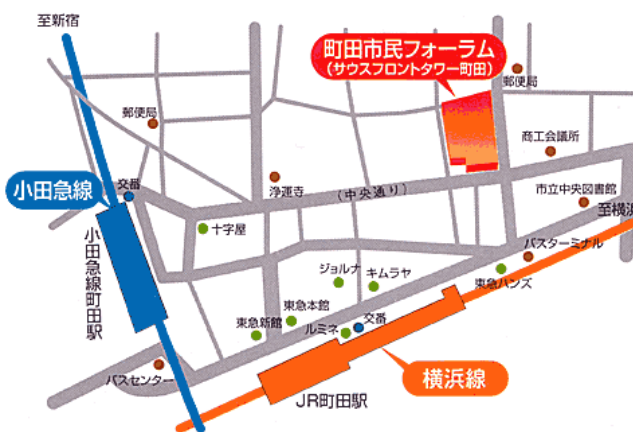 至新宿
町田市民フォーラム
(サウスフロントタワー町田)
郵便局
郵便局
商工会議所
小田急線
交番
浄運寺
(中央通り)
市立中央図書館
至横浜
十字屋
小田急線町田駅
バスターミナル
ジョルナ
キムラヤ
東急ハンズ
東急本館
東急新館
ルミネ
交番
バスセンター
横浜線
JR町田駅